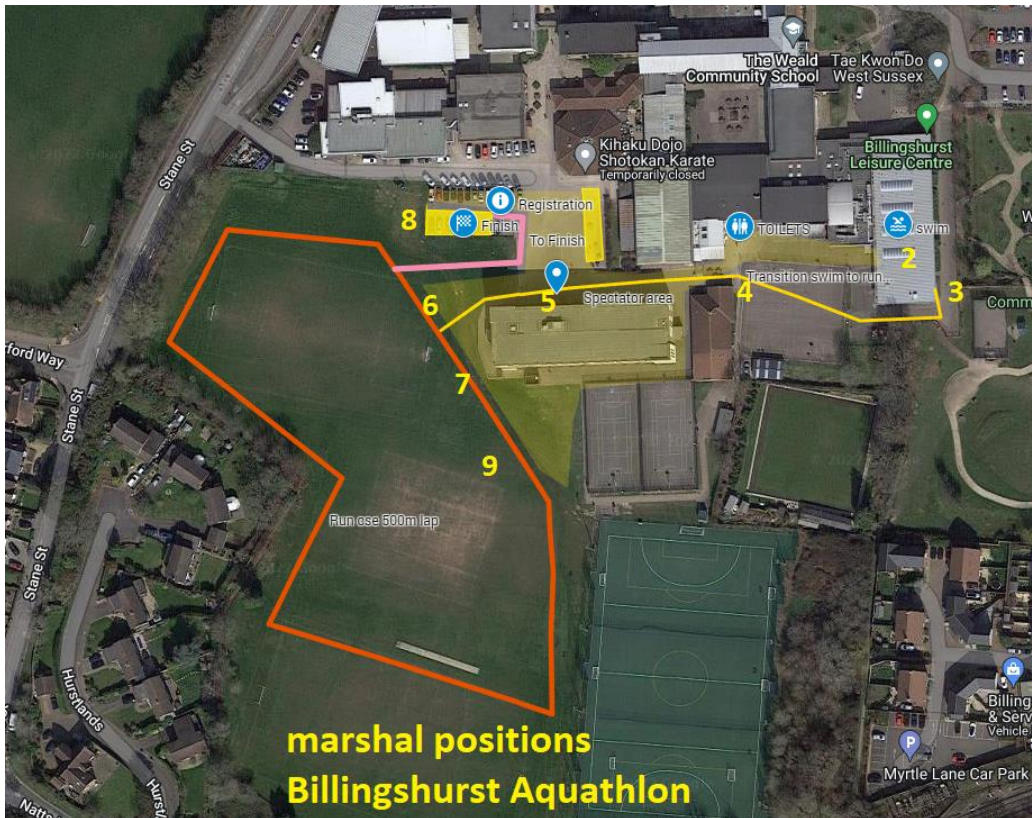 The Weald
Community School
Tae Kwon Do
West Sussex
Billingshurst
Leisure Centre
Kihaku Dojo
Shotokan Karate
Temporarily closed
Stane St
8
Registration
Finish
To Finish
TOILETS
swim
2
Transition swim to run...
4
3
5
Spectator area
6
7
9
Run cse 500m lap
Stane St
Stane St
Hurstlands
Myrtle Lane Car Park
marshal positions
Billingshurst Aquathlon